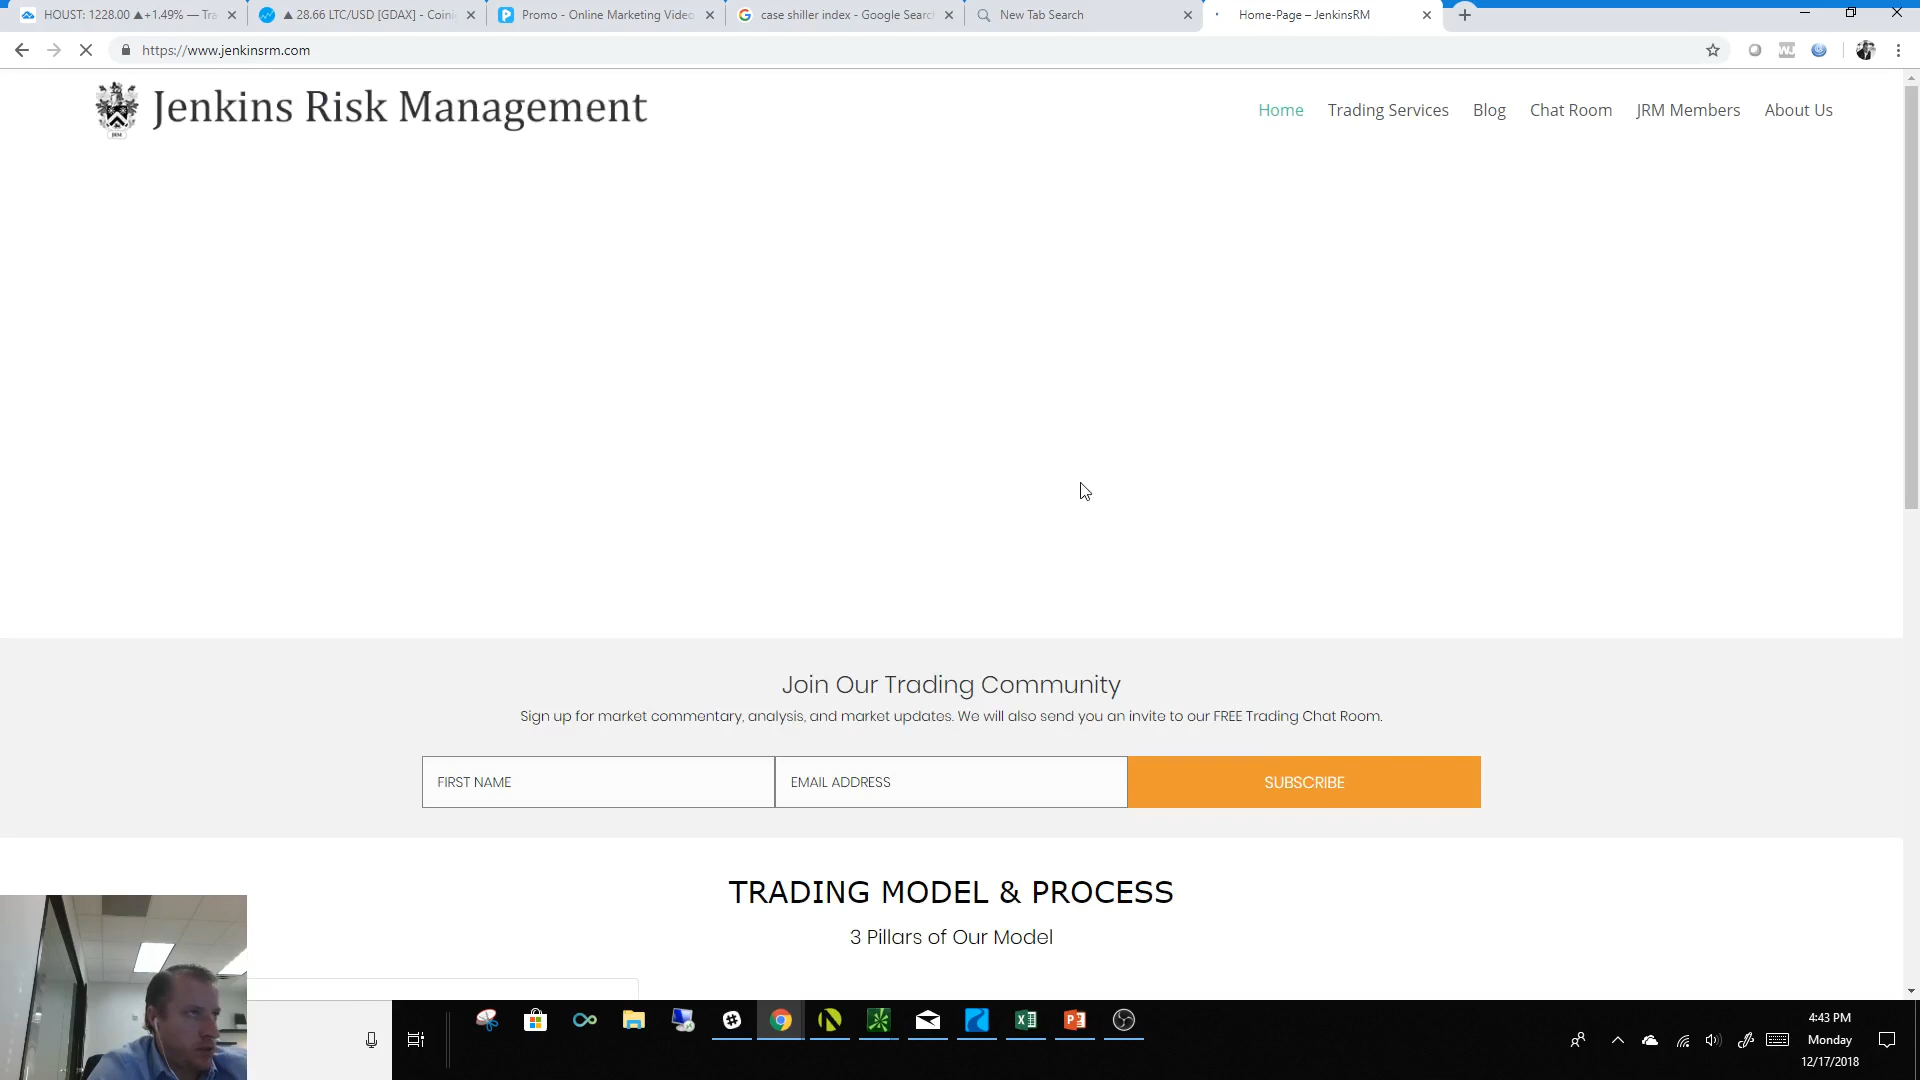 HOUST: 1228.00 ▲+1.49% — Tra
▲ 28.66 LTC/USD [GDAX] - Coini
Promo - Online Marketing Video
case shiller index - Google Search
New Tab Search
Home-Page – JenkinsRM
https://www.jenkinsrm.com
Jenkins Risk Management
Home
Trading Services
Blog
Chat Room
JRM Members
About Us
Join Our Trading Community
Sign up for market commentary, analysis, and market updates. We will also send you an invite to our FREE Trading Chat Room.
FIRST NAME
EMAIL ADDRESS
SUBSCRIBE
TRADING MODEL & PROCESS
3 Pillars of Our Model
4:43 PM
Monday
12/17/2018